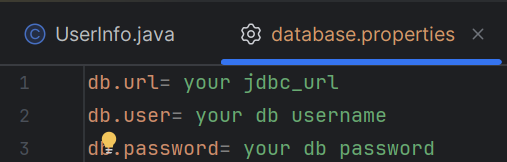 UserInfo.java database.properties
1 db.url= your jdbc_url
2 db.user= your db username
3 db.password= your db password